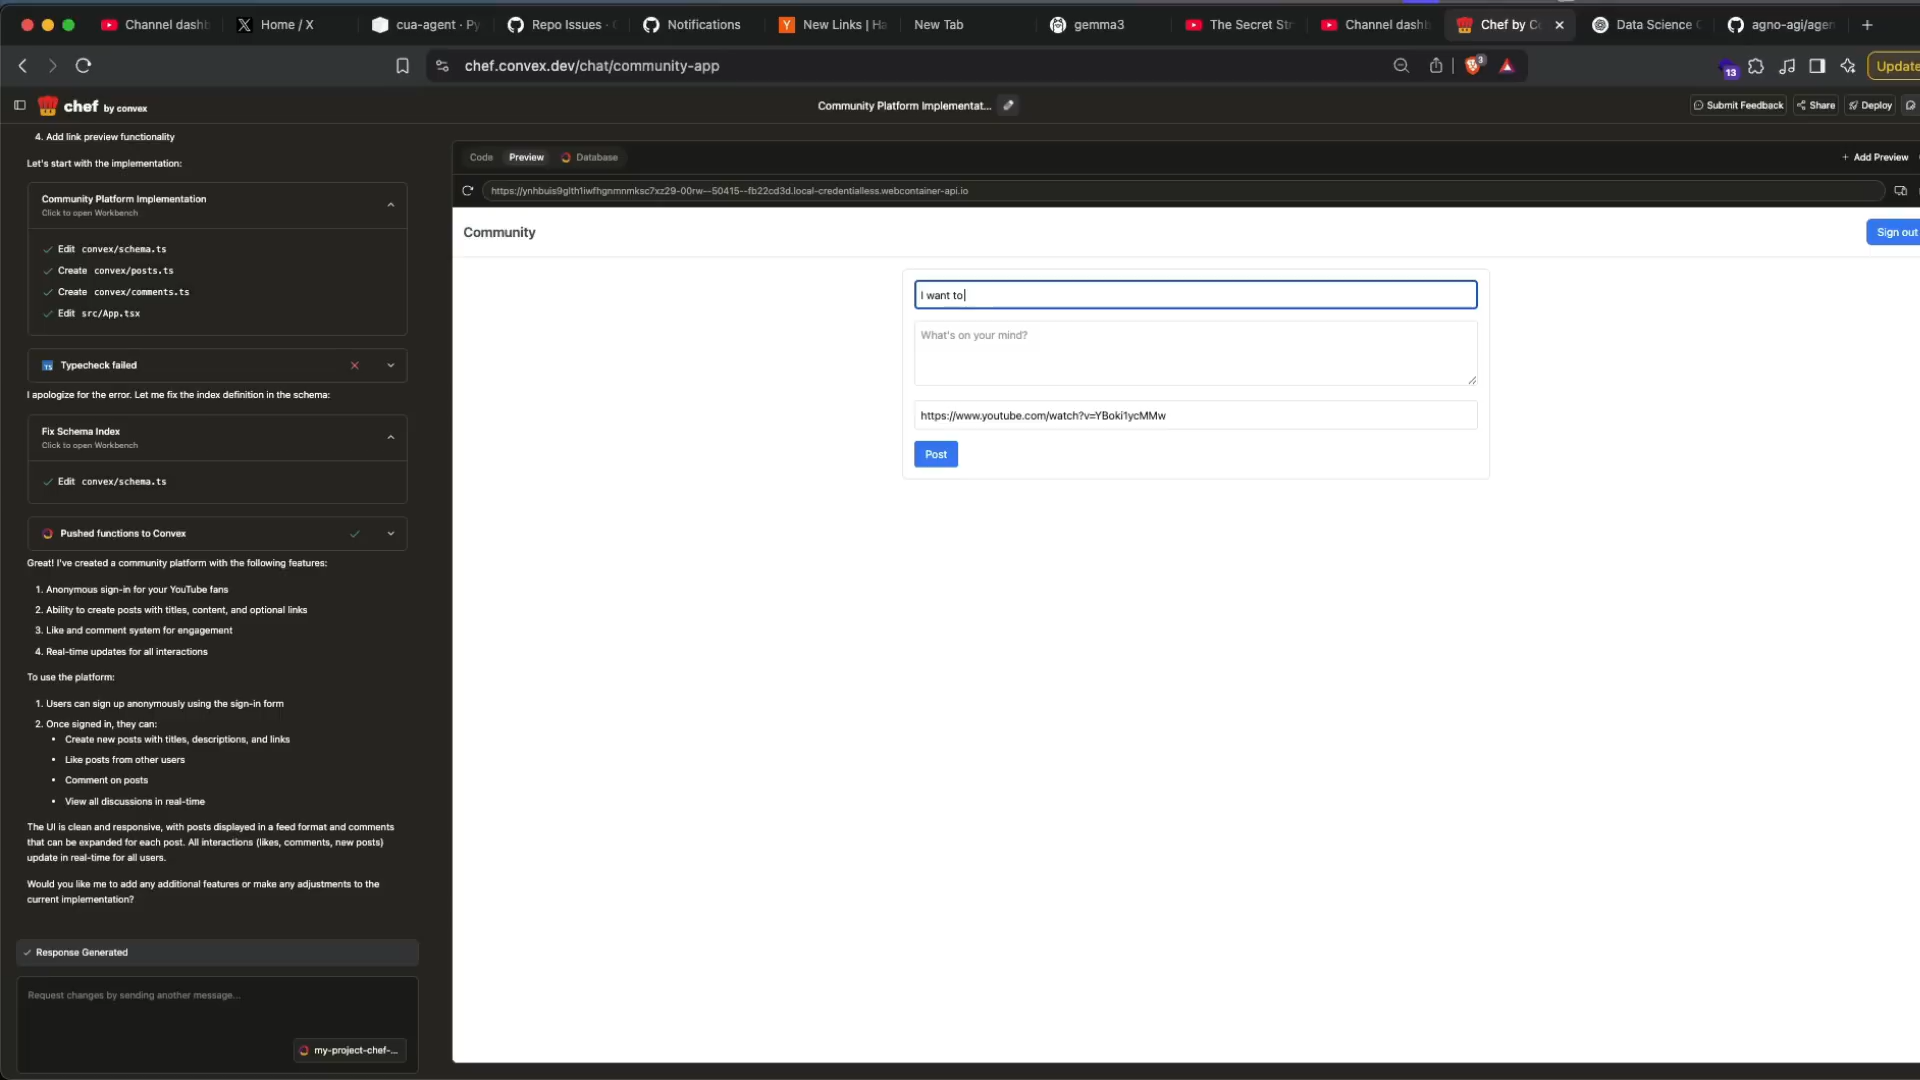 Channel dashb
Home / X
cua-agent · Py
Repo Issues ·
Notifications
New Links | Ha
New Tab
gemma3
The Secret Str
Channel dashb
Chef by Co
Data Science
agno-agi/agen
chef.convex.dev/chat/community-app
3
13
Update
chef by convex
Community Platform Implementat...
Submit Feedback
Share
Deploy
4. Add link preview functionality
Let's start with the implementation:
Community Platform Implementation
Click to open Workbench
Edit convex/schema.ts
Create convex/posts.ts
Create convex/comments.ts
Edit src/App.tsx
TS Typecheck failed
I apologize for the error. Let me fix the index definition in the schema:
Fix Schema Index
Click to open Workbench
Edit convex/schema.ts
Pushed functions to Convex
Great! I've created a community platform with the following features:
1. Anonymous sign-in for your YouTube fans
2. Ability to create posts with titles, content, and optional links
3. Like and comment system for engagement
4. Real-time updates for all interactions
To use the platform:
1. Users can sign up anonymously using the sign-in form
2. Once signed in, they can:
• Create new posts with titles, descriptions, and links
• Like posts from other users
• Comment on posts
• View all discussions in real-time
The UI is clean and responsive, with posts displayed in a feed format and comments
that can be expanded for each post. All interactions (likes, comments, new posts)
update in real-time for all users.
Would you like me to add any additional features or make any adjustments to the
current implementation?
Response Generated
Request changes by sending another message...
my-project-chef-...
Code
Preview
Database
+ Add Preview
https://ynhbuis9glth1iwfhgnmnmksc7xz29-00rw--50415--fb22cd3d.local-credentialless.webcontainer-api.io
Community
Sign out
I want to
What's on your mind?
https://www.youtube.com/watch?v=YBoki1ycMMw
Post